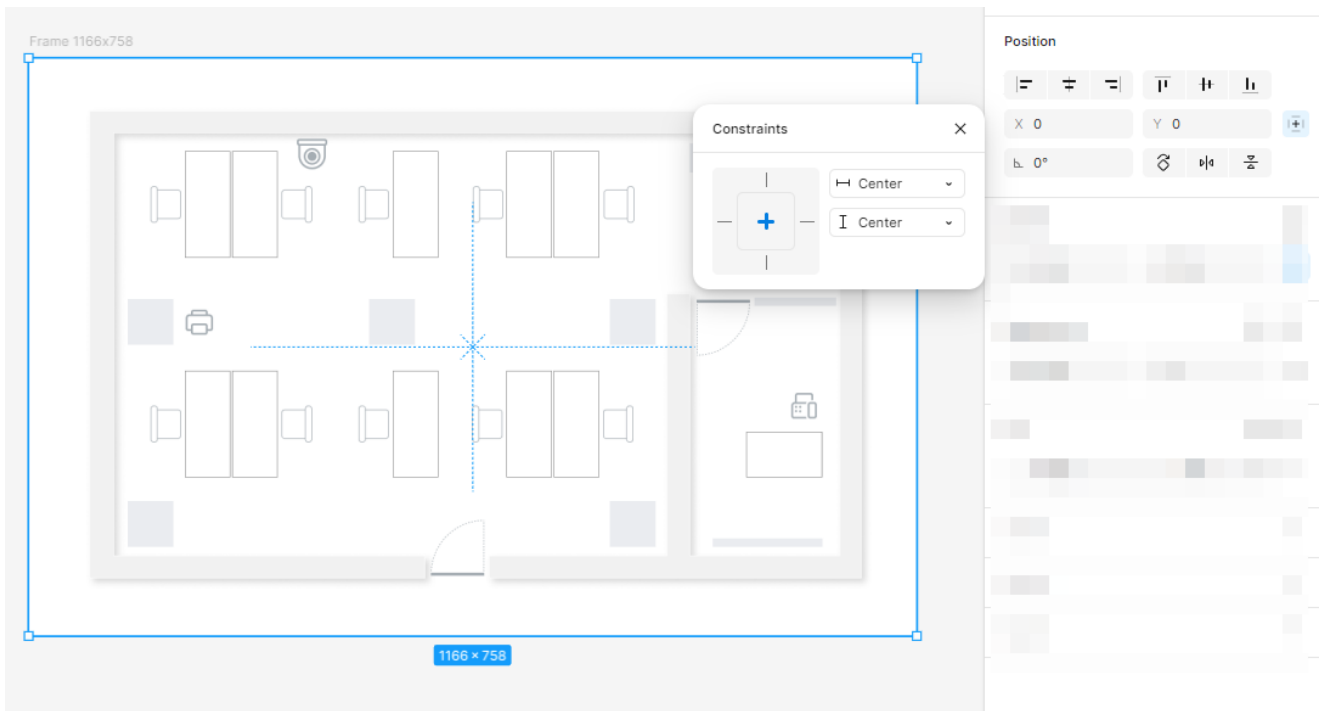 Frame 1166x758
Position
Constraints
X 0
Y 0
0°
Center
Center
1166 × 758